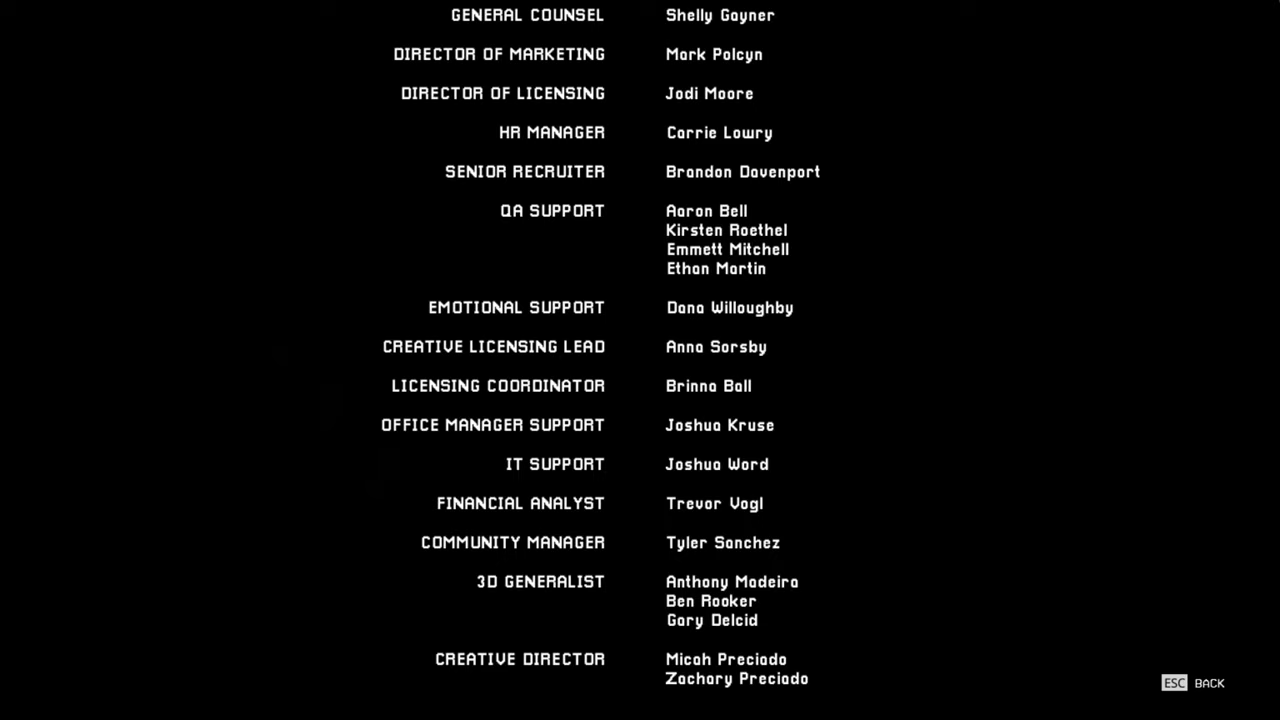 GENERAL COUNSEL Shelly Gayner
DIRECTOR OF MARKETING Mark Polcyn
DIRECTOR OF LICENSING Jodi Moore
HR MANAGER Carrie Lowry
SENIOR RECRUITER Brandon Davenport
QA SUPPORT Aaron Bell
Kirsten Roethel
Emmett Mitchell
Ethan Martin
EMOTIONAL SUPPORT Dana Willoughby
CREATIVE LICENSING LEAD Anna Sorsby
LICENSING COORDINATOR Brinna Ball
OFFICE MANAGER SUPPORT Joshua Kruse
IT SUPPORT Joshua Word
FINANCIAL ANALYST Trevor Vogl
COMMUNITY MANAGER Tyler Sanchez
3D GENERALIST Anthony Madeira
Ben Rooker
Gary Delcid
CREATIVE DIRECTOR Micah Preciado
Zachary Preciado
ESC BACK